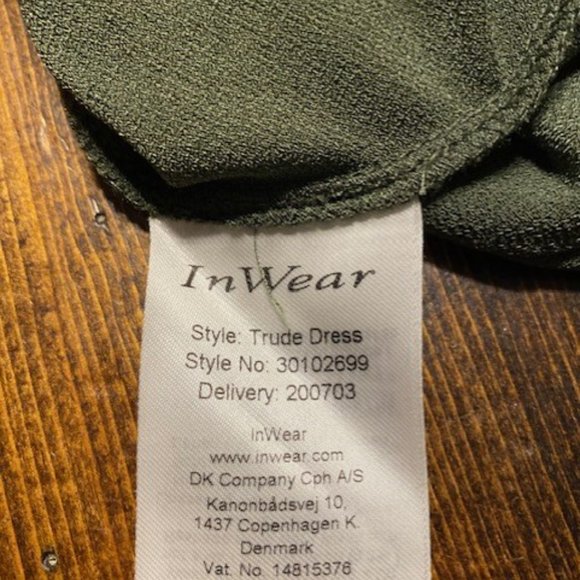 InWear
Style: Trude Dress
Style No: 30102699
Delivery: 200703
InWear
www.inwear.com
DK Company Cph A/S
Kanonbådsvej 10,
1437 Copenhagen K.
Denmark
Vat. No 14815376